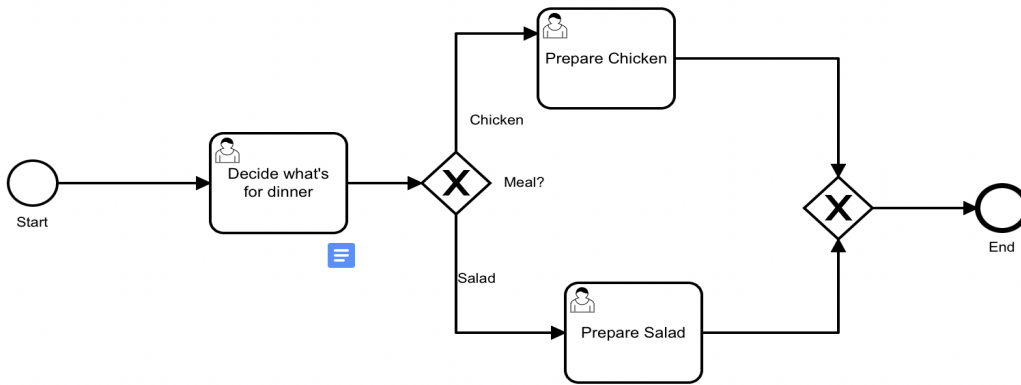 Prepare Chicken
Chicken
Decide what's
for dinner
Meal?
Start
End
Salad
Prepare Salad